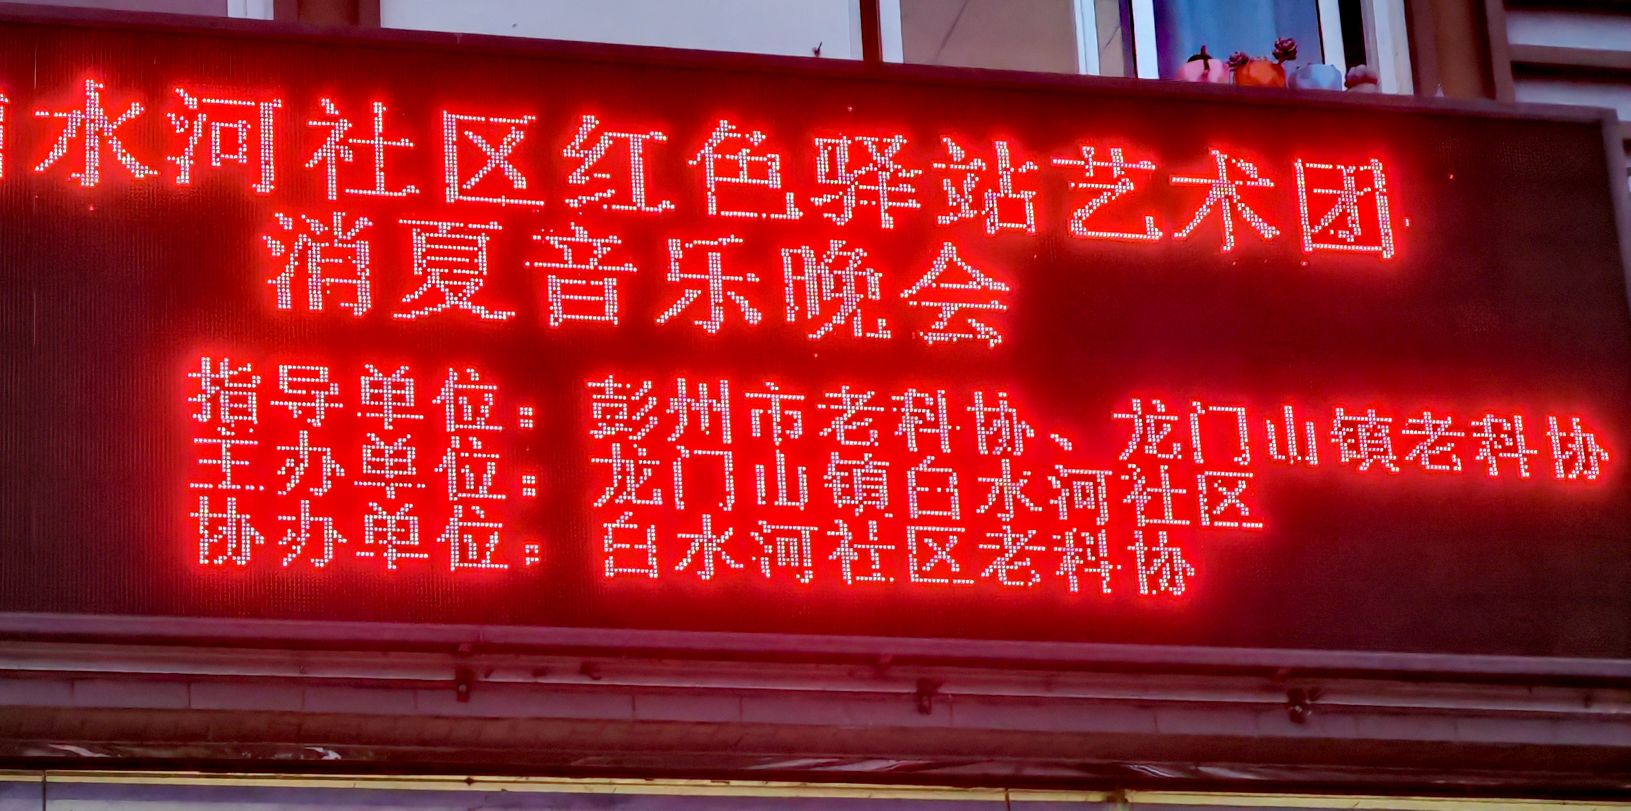 白水河社区红色驿站艺术团
消夏音乐晚会
指导单位：彭州市老科协、龙门山镇老科协
主办单位：龙门山镇白水河社区
协办单位：白水河社区老科协